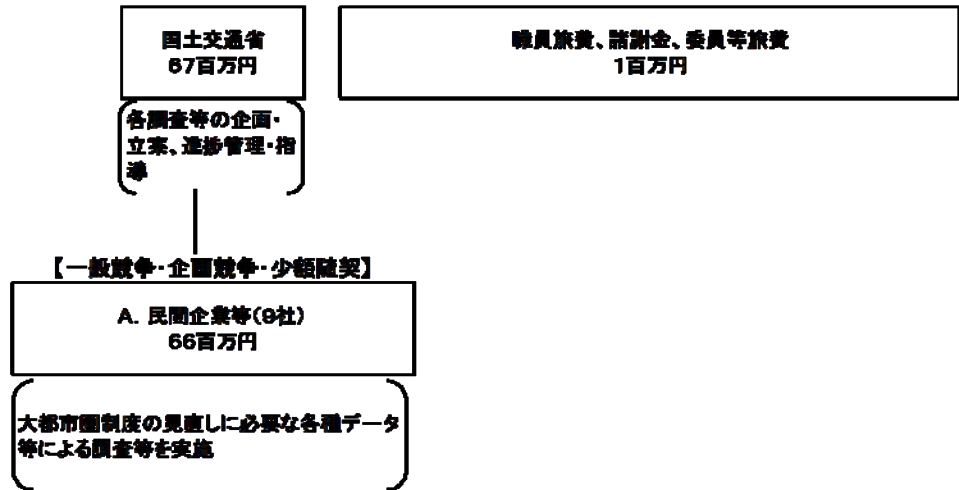 国土交通省
67百万円
職員旅費、諸謝金、委員等旅費
1百万円
各調査等の企画・
立案、進捗管理・指
導
【一般競争・企画競争・少額随契】
A. 民間企業等(9社)
66百万円
大都市圏制度の見直しに必要な各種データ
等による調査等を実施